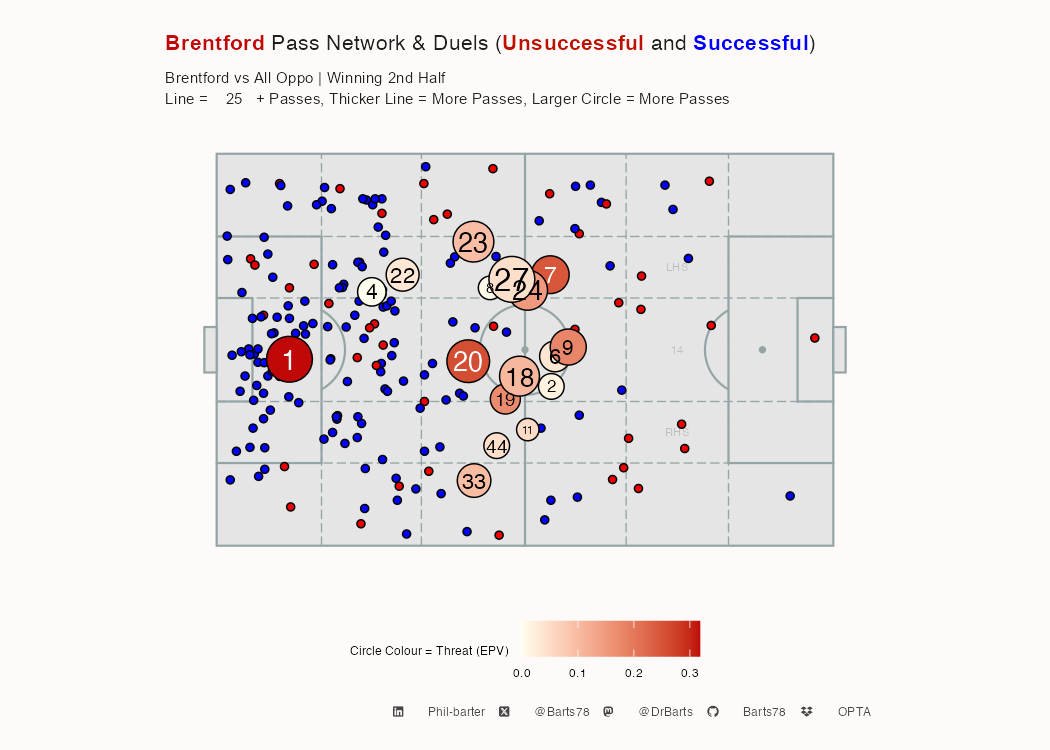 Brentford Pass Network & Duels (Unsuccessful and Successful)
Brentford vs All Oppo | Winning 2nd Half
Line = 25 + Passes, Thicker Line = More Passes, Larger Circle = More Passes
23
22
4
8
27
24
7
LHS
1
20
18
6
9
14
2
19
11
44
RHS
33
Circle Colour = Threat (EPV)
0.0 0.1 0.2 0.3
Phil-barter @Barts78 @DrBarts Barts78 OPTA